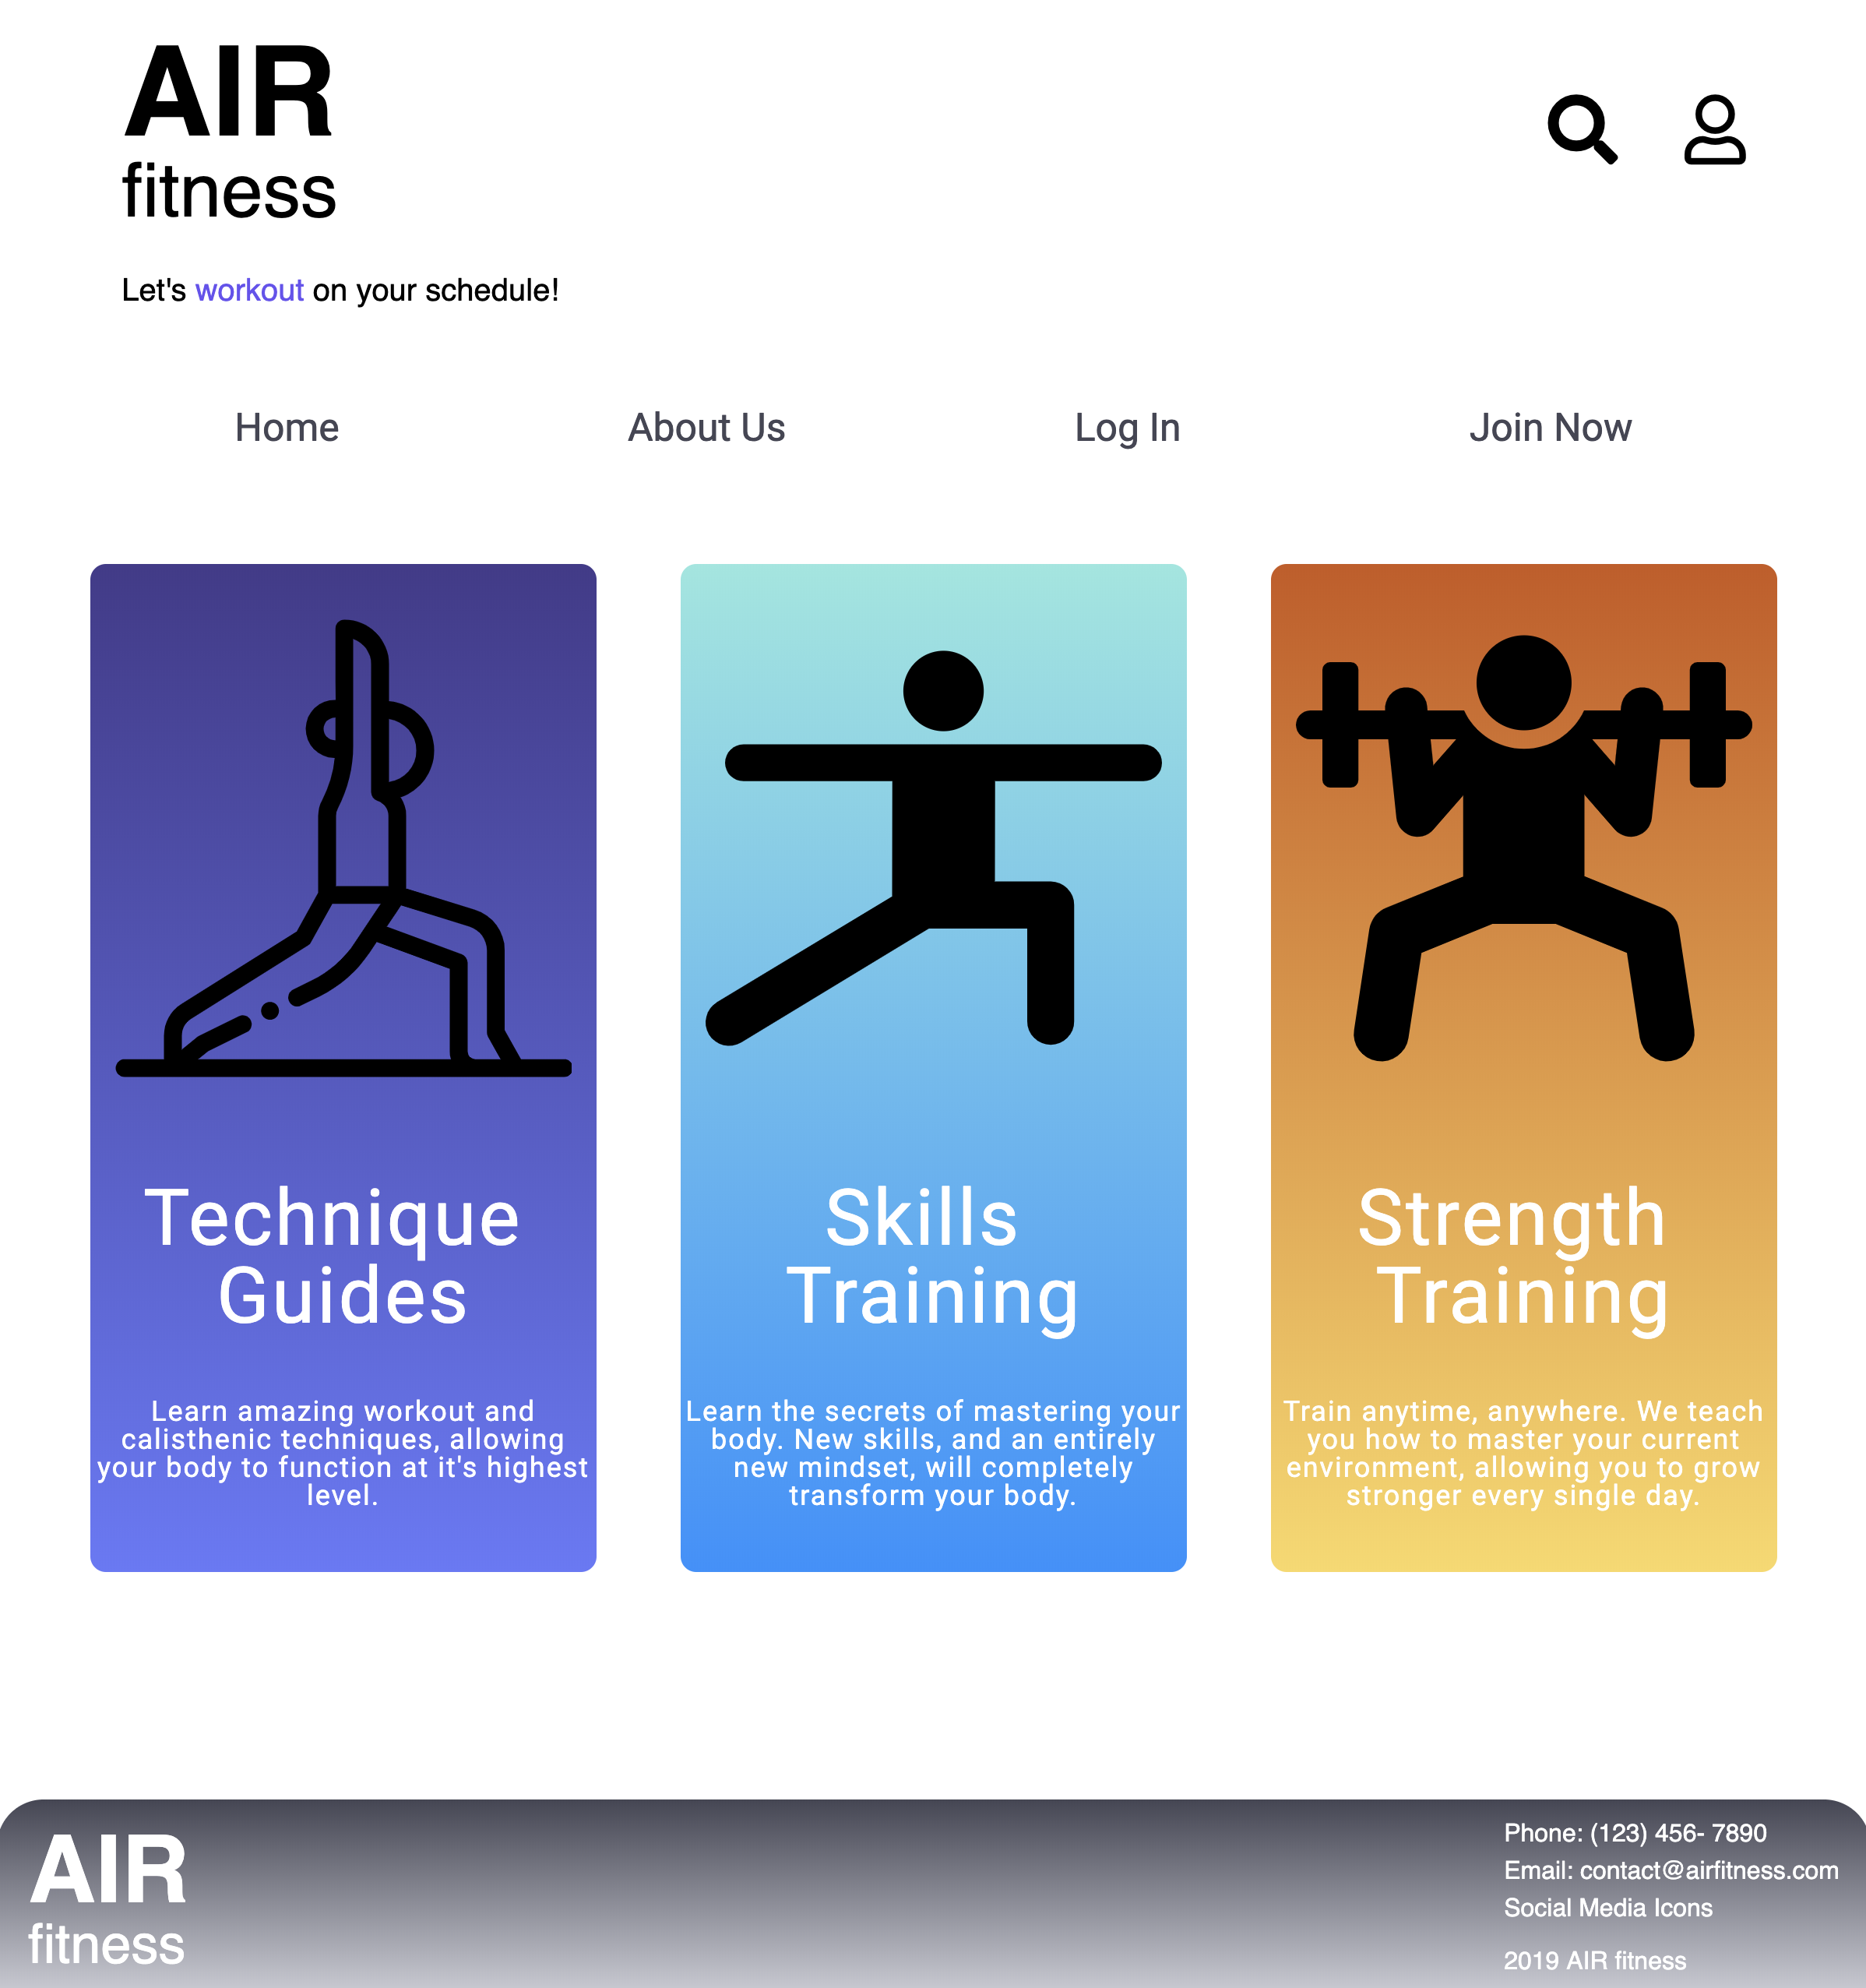 AIR
fitness
Let's workout on your schedule!
Home About Us Log In Join Now
Technique
Guides
Learn amazing workout and
calisthenic techniques, allowing
your body to function at it's highest
level.
Skills
Training
Learn the secrets of mastering your
body. New skills, and an entirely
new mindset, will completely
transform your body.
Strength
Training
Train anytime, anywhere. We teach
you how to master your current
environment, allowing you to grow
stronger every single day.
AIR
fitness
Phone: (123) 456- 7890
Email: contact@airfitness.com
Social Media Icons
2019 AIR fitness